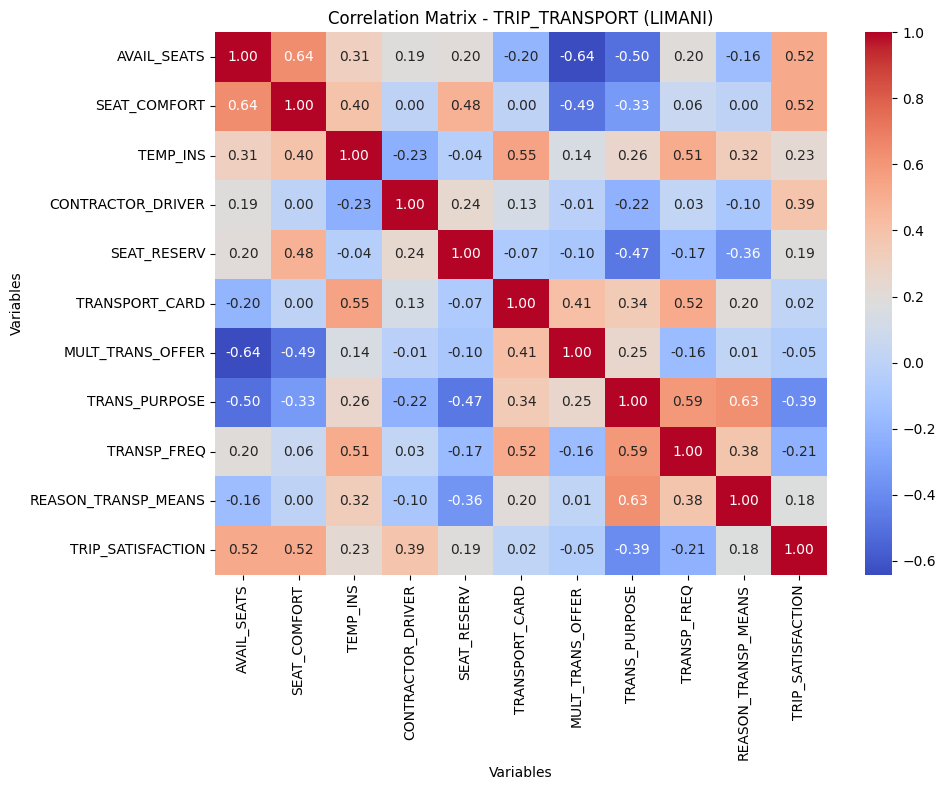 Correlation Matrix - TRIP_TRANSPORT (LIMANI)
Variables
AVAIL_SEATS 1.00 0.64 0.31 0.19 0.20 -0.20 -0.64 -0.50 0.20 -0.16 0.52
SEAT_COMFORT 0.64 1.00 0.40 0.00 0.48 0.00 -0.49 -0.33 0.06 0.00 0.52
TEMP_INS 0.31 0.40 1.00 -0.23 -0.04 0.55 0.14 0.26 0.51 0.32 0.23
CONTRACTOR_DRIVER 0.19 0.00 -0.23 1.00 0.24 0.13 -0.01 -0.22 0.03 -0.10 0.39
SEAT_RESERV 0.20 0.48 -0.04 0.24 1.00 -0.07 -0.10 -0.47 -0.17 -0.36 0.19
TRANSPORT_CARD -0.20 0.00 0.55 0.13 -0.07 1.00 0.41 0.34 0.52 0.20 0.02
MULT_TRANS_OFFER -0.64 -0.49 0.14 -0.01 -0.10 0.41 1.00 0.25 -0.16 0.01 -0.05
TRANS_PURPOSE -0.50 -0.33 0.26 -0.22 -0.47 0.34 0.25 1.00 0.59 0.63 -0.39
TRANSP_FREQ 0.20 0.06 0.51 0.03 -0.17 0.52 -0.16 0.59 1.00 0.38 -0.21
REASON_TRANSP_MEANS -0.16 0.00 0.32 -0.10 -0.36 0.20 0.01 0.63 0.38 1.00 0.18
TRIP_SATISFACTION 0.52 0.52 0.23 0.39 0.19 0.02 -0.05 -0.39 -0.21 0.18 1.00
AVAIL_SEATS
SEAT_COMFORT
TEMP_INS
CONTRACTOR_DRIVER
SEAT_RESERV
TRANSPORT_CARD
MULT_TRANS_OFFER
TRANS_PURPOSE
TRANSP_FREQ
REASON_TRANSP_MEANS
TRIP_SATISFACTION
Variables
1.0
0.8
0.6
0.4
0.2
0.0
−0.2
−0.4
−0.6